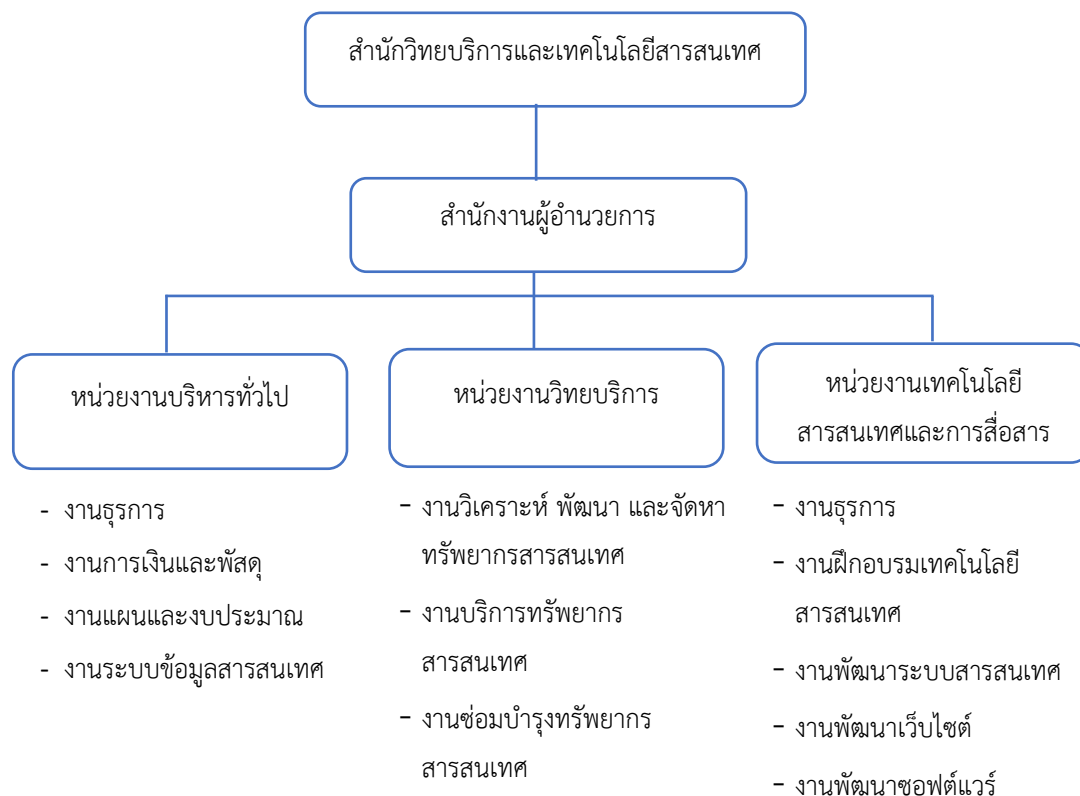 สำนักวิทยบริการและเทคโนโลยีสารสนเทศ
สำนักงานผู้อำนวยการ
หน่วยงานบริหารทั่วไป
- งานธุรการ
- งานการเงินและพัสดุ
- งานแผนและงบประมาณ
- งานระบบข้อมูลสารสนเทศ
หน่วยงานวิทยบริการ
- งานวิเคราะห์ พัฒนา และจัดหา
ทรัพยากรสารสนเทศ
- งานบริการทรัพยากร
สารสนเทศ
- งานซ่อมบำรุงทรัพยากร
สารสนเทศ
หน่วยงานเทคโนโลยี
สารสนเทศและการสื่อสาร
- งานธุรการ
- งานฝึกอบรมเทคโนโลยี
สารสนเทศ
- งานพัฒนาระบบสารสนเทศ
- งานพัฒนาเว็บไซต์
- งานพัฒนาซอฟต์แวร์